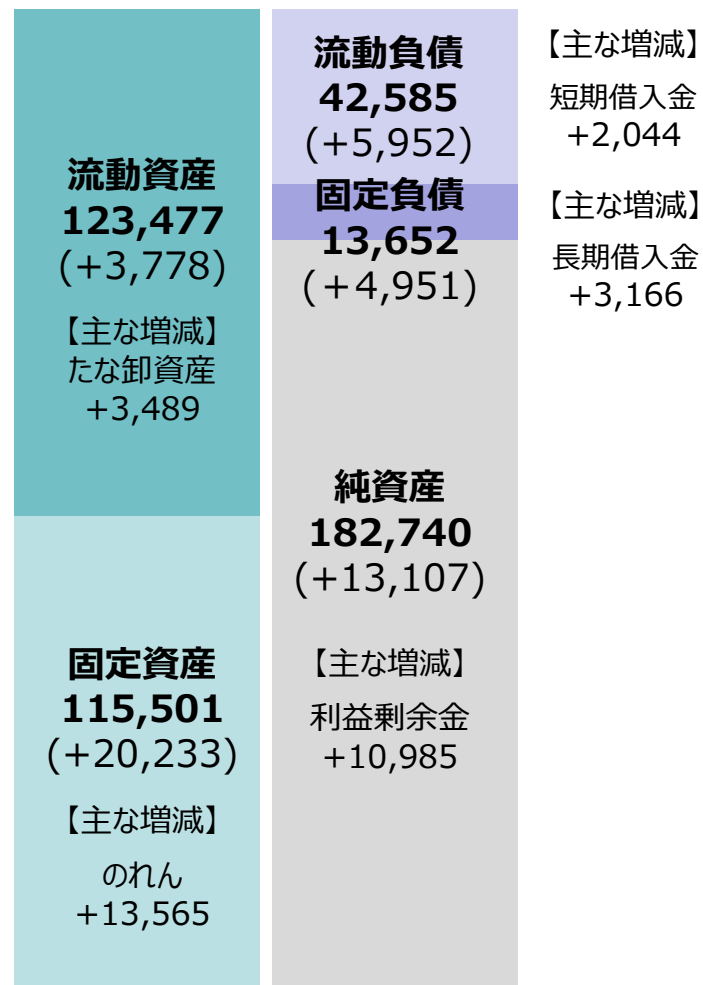 流動資産
123,477
(+3,778)
【主な増減】
たな卸資産
+3,489
固定資産
115,501
(+20,233)
【主な増減】
のれん
+13,565
流動負債
42,585
(+5,952)
固定負債
13,652
(+4,951)
純資産
182,740
(+13,107)
【主な増減】
利益剰余金
+10,985
【主な増減】
短期借入金
+2,044
【主な増減】
長期借入金
+3,166